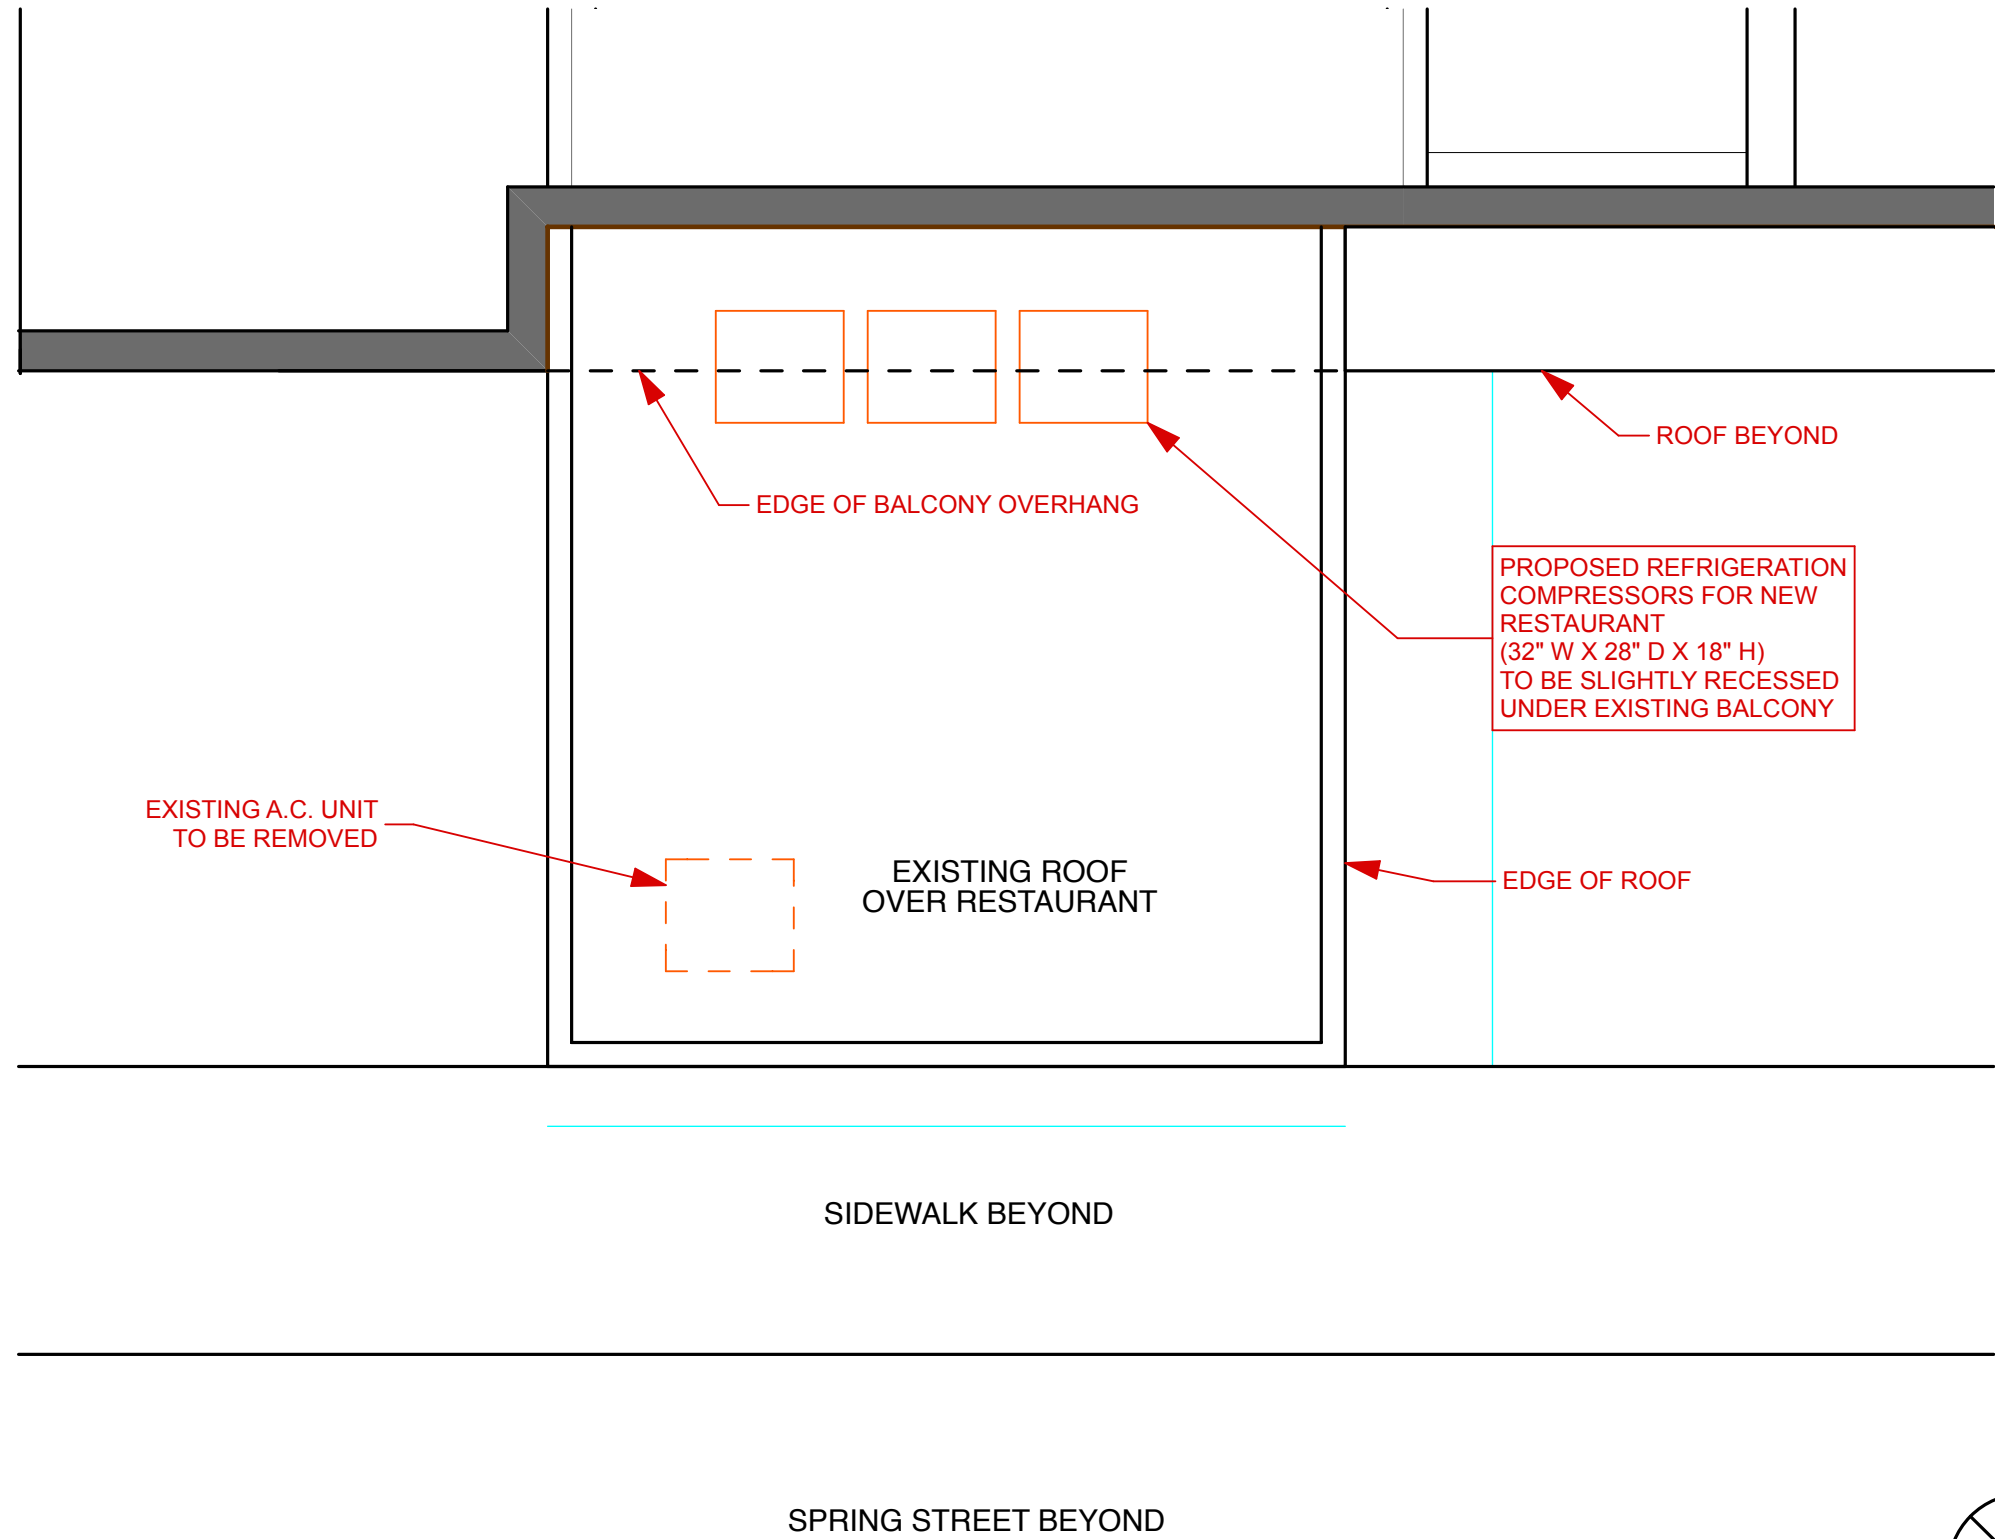 ROOF BEYOND
EDGE OF BALCONY OVERHANG
PROPOSED REFRIGERATION
COMPRESSORS FOR NEW
RESTAURANT
(32" W X 28" D X 18" H)
TO BE SLIGHTLY RECESSED
UNDER EXISTING BALCONY
EXISTING A.C. UNIT
TO BE REMOVED
EXISTING ROOF
OVER RESTAURANT
EDGE OF ROOF
SIDEWALK BEYOND
SPRING STREET BEYOND